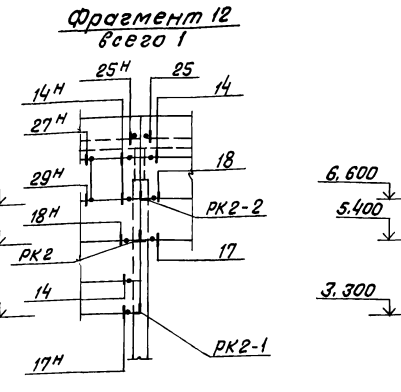 Фрагмент 12
всего 1
25Н 25
14Н 14
27Н
29Н 18 6.600
18Н РК2-2 5.400
РК2 17
14 3.300
17Н РК2-1